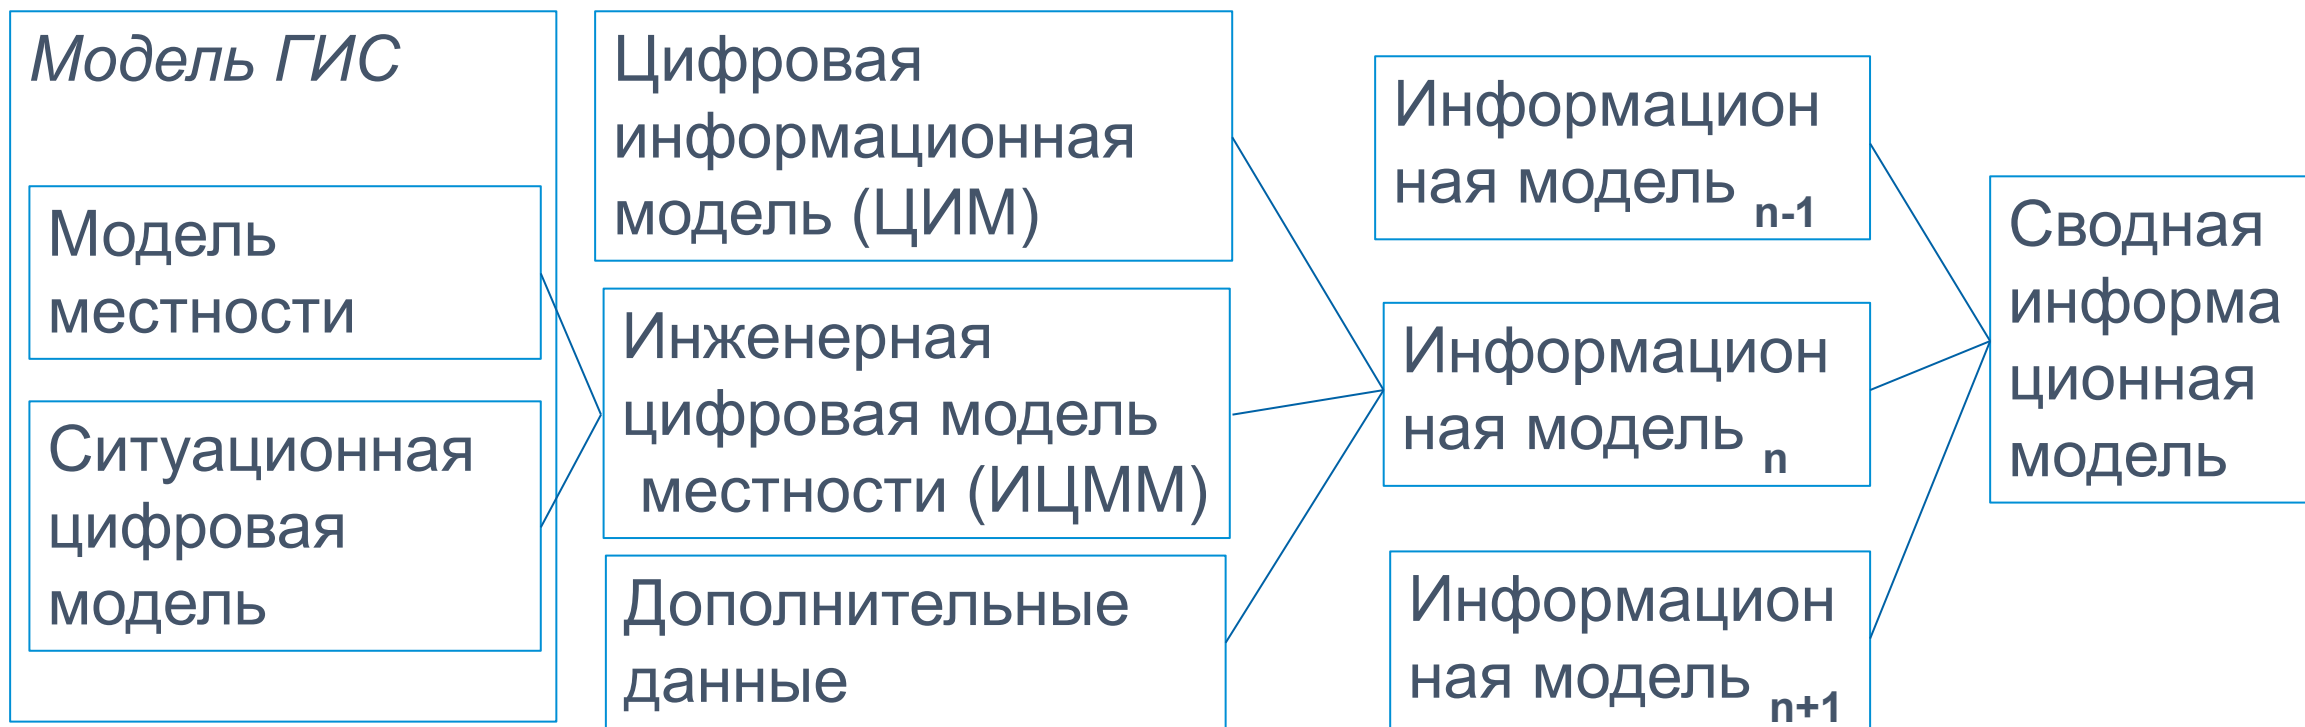 Модель ГИС
Модель
местности
Ситуационная
цифровая
модель
Цифровая
информационная
модель (ЦИМ)
Инженерная
цифровая модель
местности (ИЦММ)
Дополнительные
данные
Информацион
ная модель n-1
Информацион
ная модель n
Информацион
ная модель n+1
Сводная
информа
ционная
модель